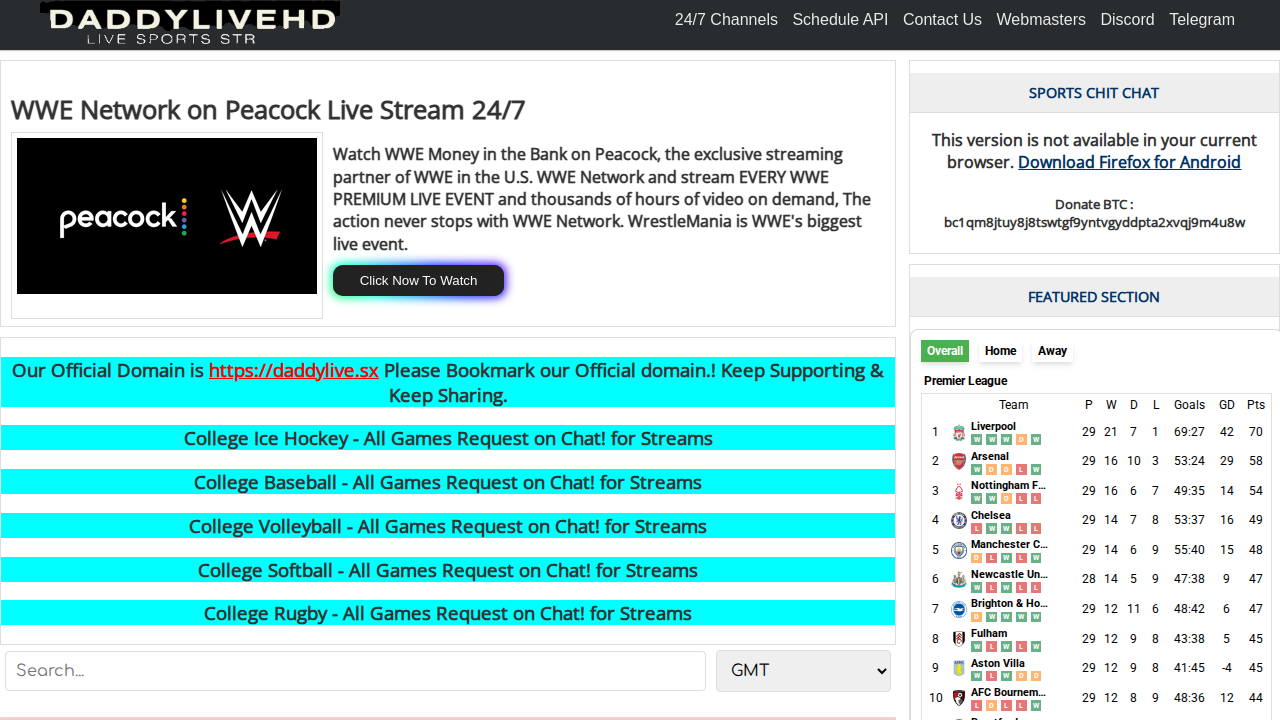 DADDYLIVEHD
LIVE SPORTS STR
24/7 Channels Schedule API Contact Us Webmasters Discord Telegram
WWE Network on Peacock Live Stream 24/7
peacock
Watch WWE Money in the Bank on Peacock, the exclusive streaming
partner of WWE in the U.S. WWE Network and stream EVERY WWE
PREMIUM LIVE EVENT and thousands of hours of video on demand, The
action never stops with WWE Network. WrestleMania is WWE's biggest
live event.
Click Now To Watch
Our Official Domain is https://daddylive.sx Please Bookmark our Official domain.! Keep Supporting &
Keep Sharing.
College Ice Hockey - All Games Request on Chat! for Streams
College Baseball - All Games Request on Chat! for Streams
College Volleyball - All Games Request on Chat! for Streams
College Softball - All Games Request on Chat! for Streams
College Rugby - All Games Request on Chat! for Streams
Search...
GMT
SPORTS CHIT CHAT
This version is not available in your current
browser. Download Firefox for Android
Donate BTC :
bc1qm8jtuy8j8tswtgf9yntvgyddpta2xvqj9m4u8w
FEATURED SECTION
Overall Home Away
Premier League
Team P W D L Goals GD Pts
1 Liverpool 29 21 7 1 69:27 42 70
W W W D W
2 Arsenal 29 16 10 3 53:24 29 58
W D D L W
3 Nottingham F... 29 16 6 7 49:35 14 54
W W D L L
4 Chelsea 29 14 7 8 53:37 16 49
L W W L L
5 Manchester C... 29 14 6 9 55:40 15 48
D L W L W
6 Newcastle Un... 28 14 5 9 47:38 9 47
W L W L L
7 Brighton & Ho... 29 12 11 6 48:42 6 47
D W W W W
8 Fulham 29 12 9 8 43:38 5 45
W L W L W
9 Aston Villa 29 12 9 8 41:45 -4 45
W L W D D
10 AFC Bournem... 29 12 8 9 48:36 12 44
L D L L W